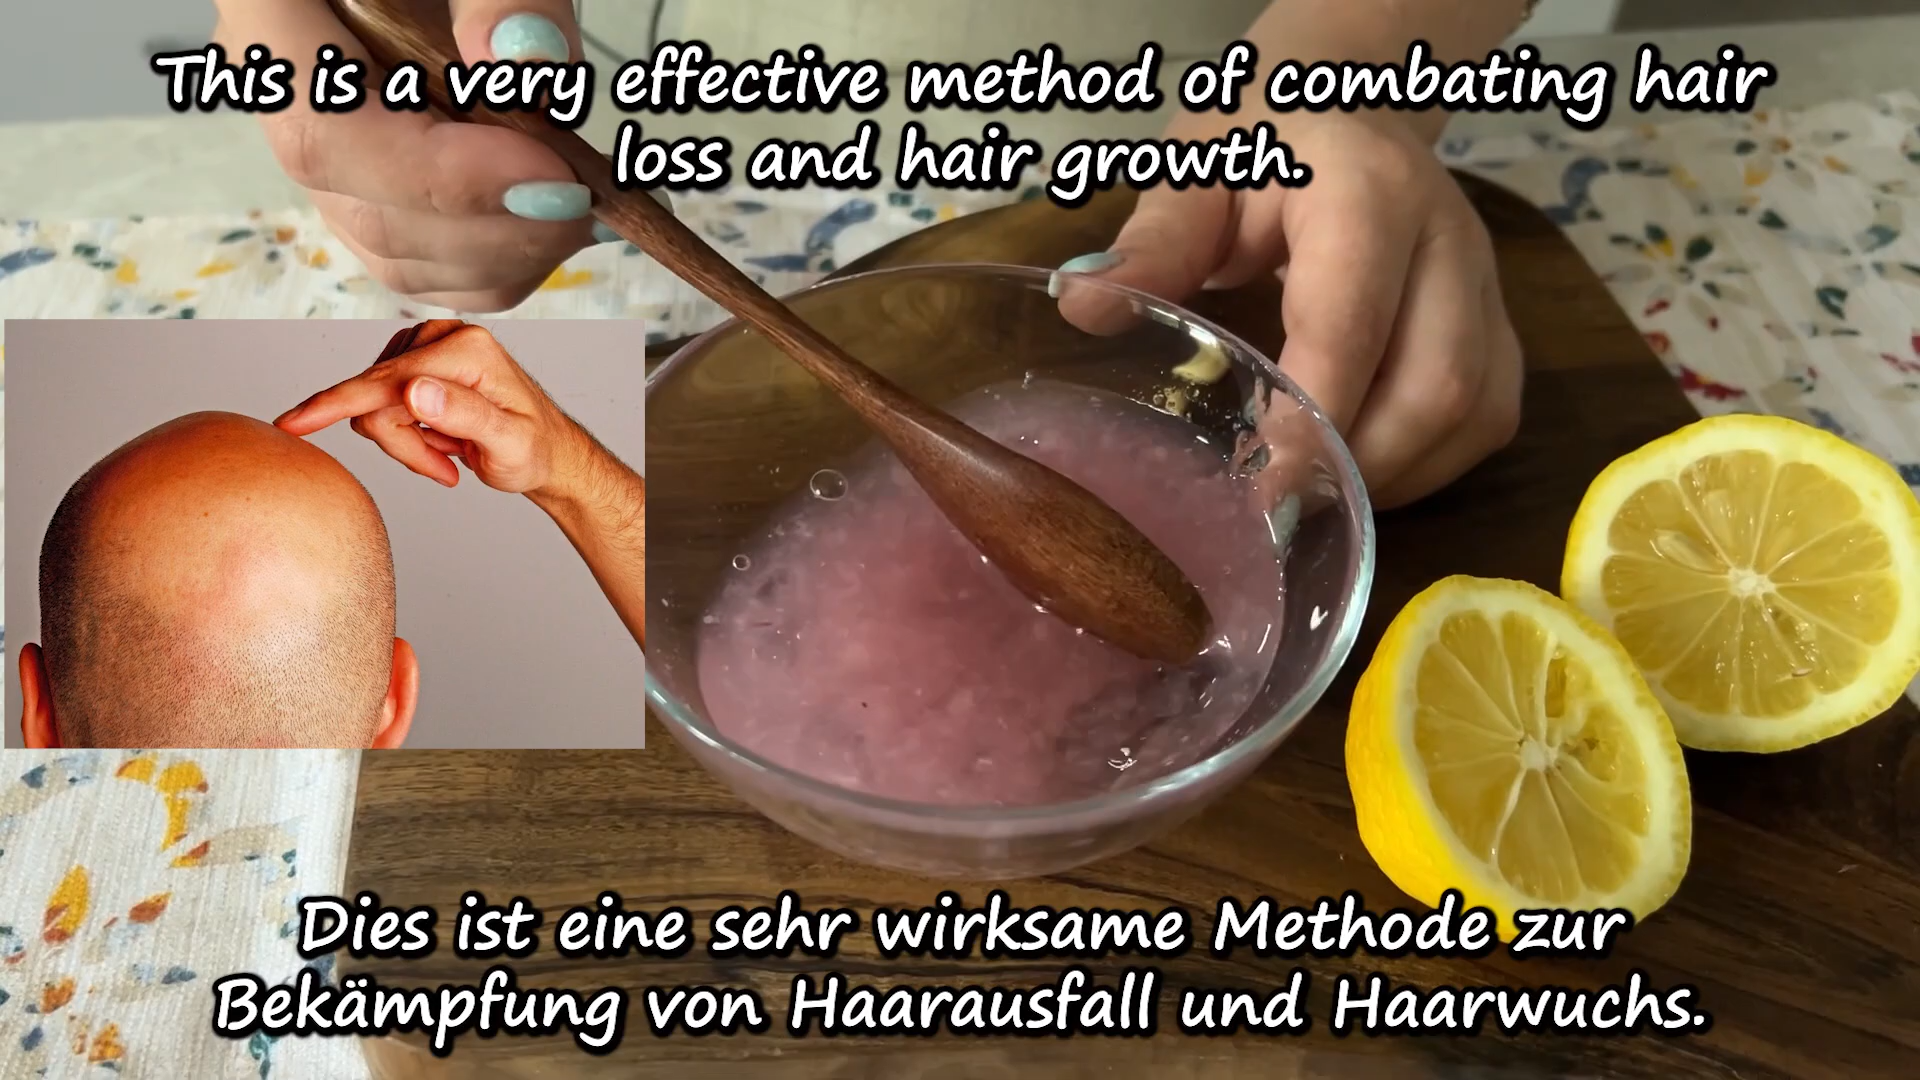 This is a very effective method of combating hair
loss and hair growth.
Dies ist eine sehr wirksame Methode zur
Bekämpfung von Haarausfall und Haarwuchs.